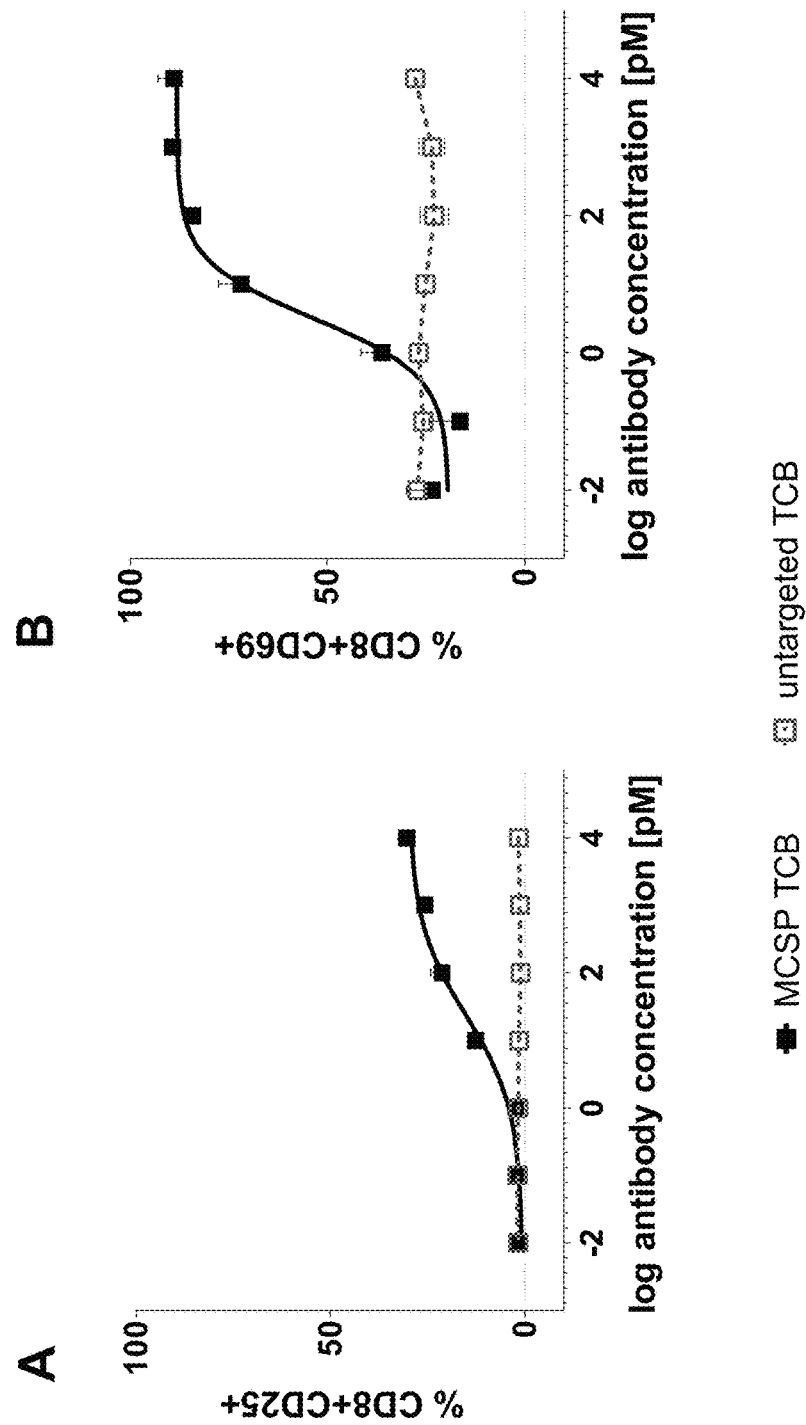 A
% CD8+CD25+
100
50
0
-2 0 2 4
log antibody concentration [pM]
B
% CD8+CD69+
100
50
0
-2 0 2 4
log antibody concentration [pM]
MCSP TCB
untargeted TCB